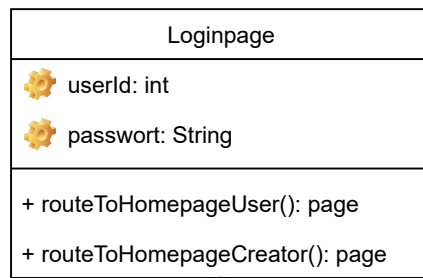 Loginpage
userId: int
passwort: String
+ routeToHomepageUser(): page
+ routeToHomepageCreator(): page